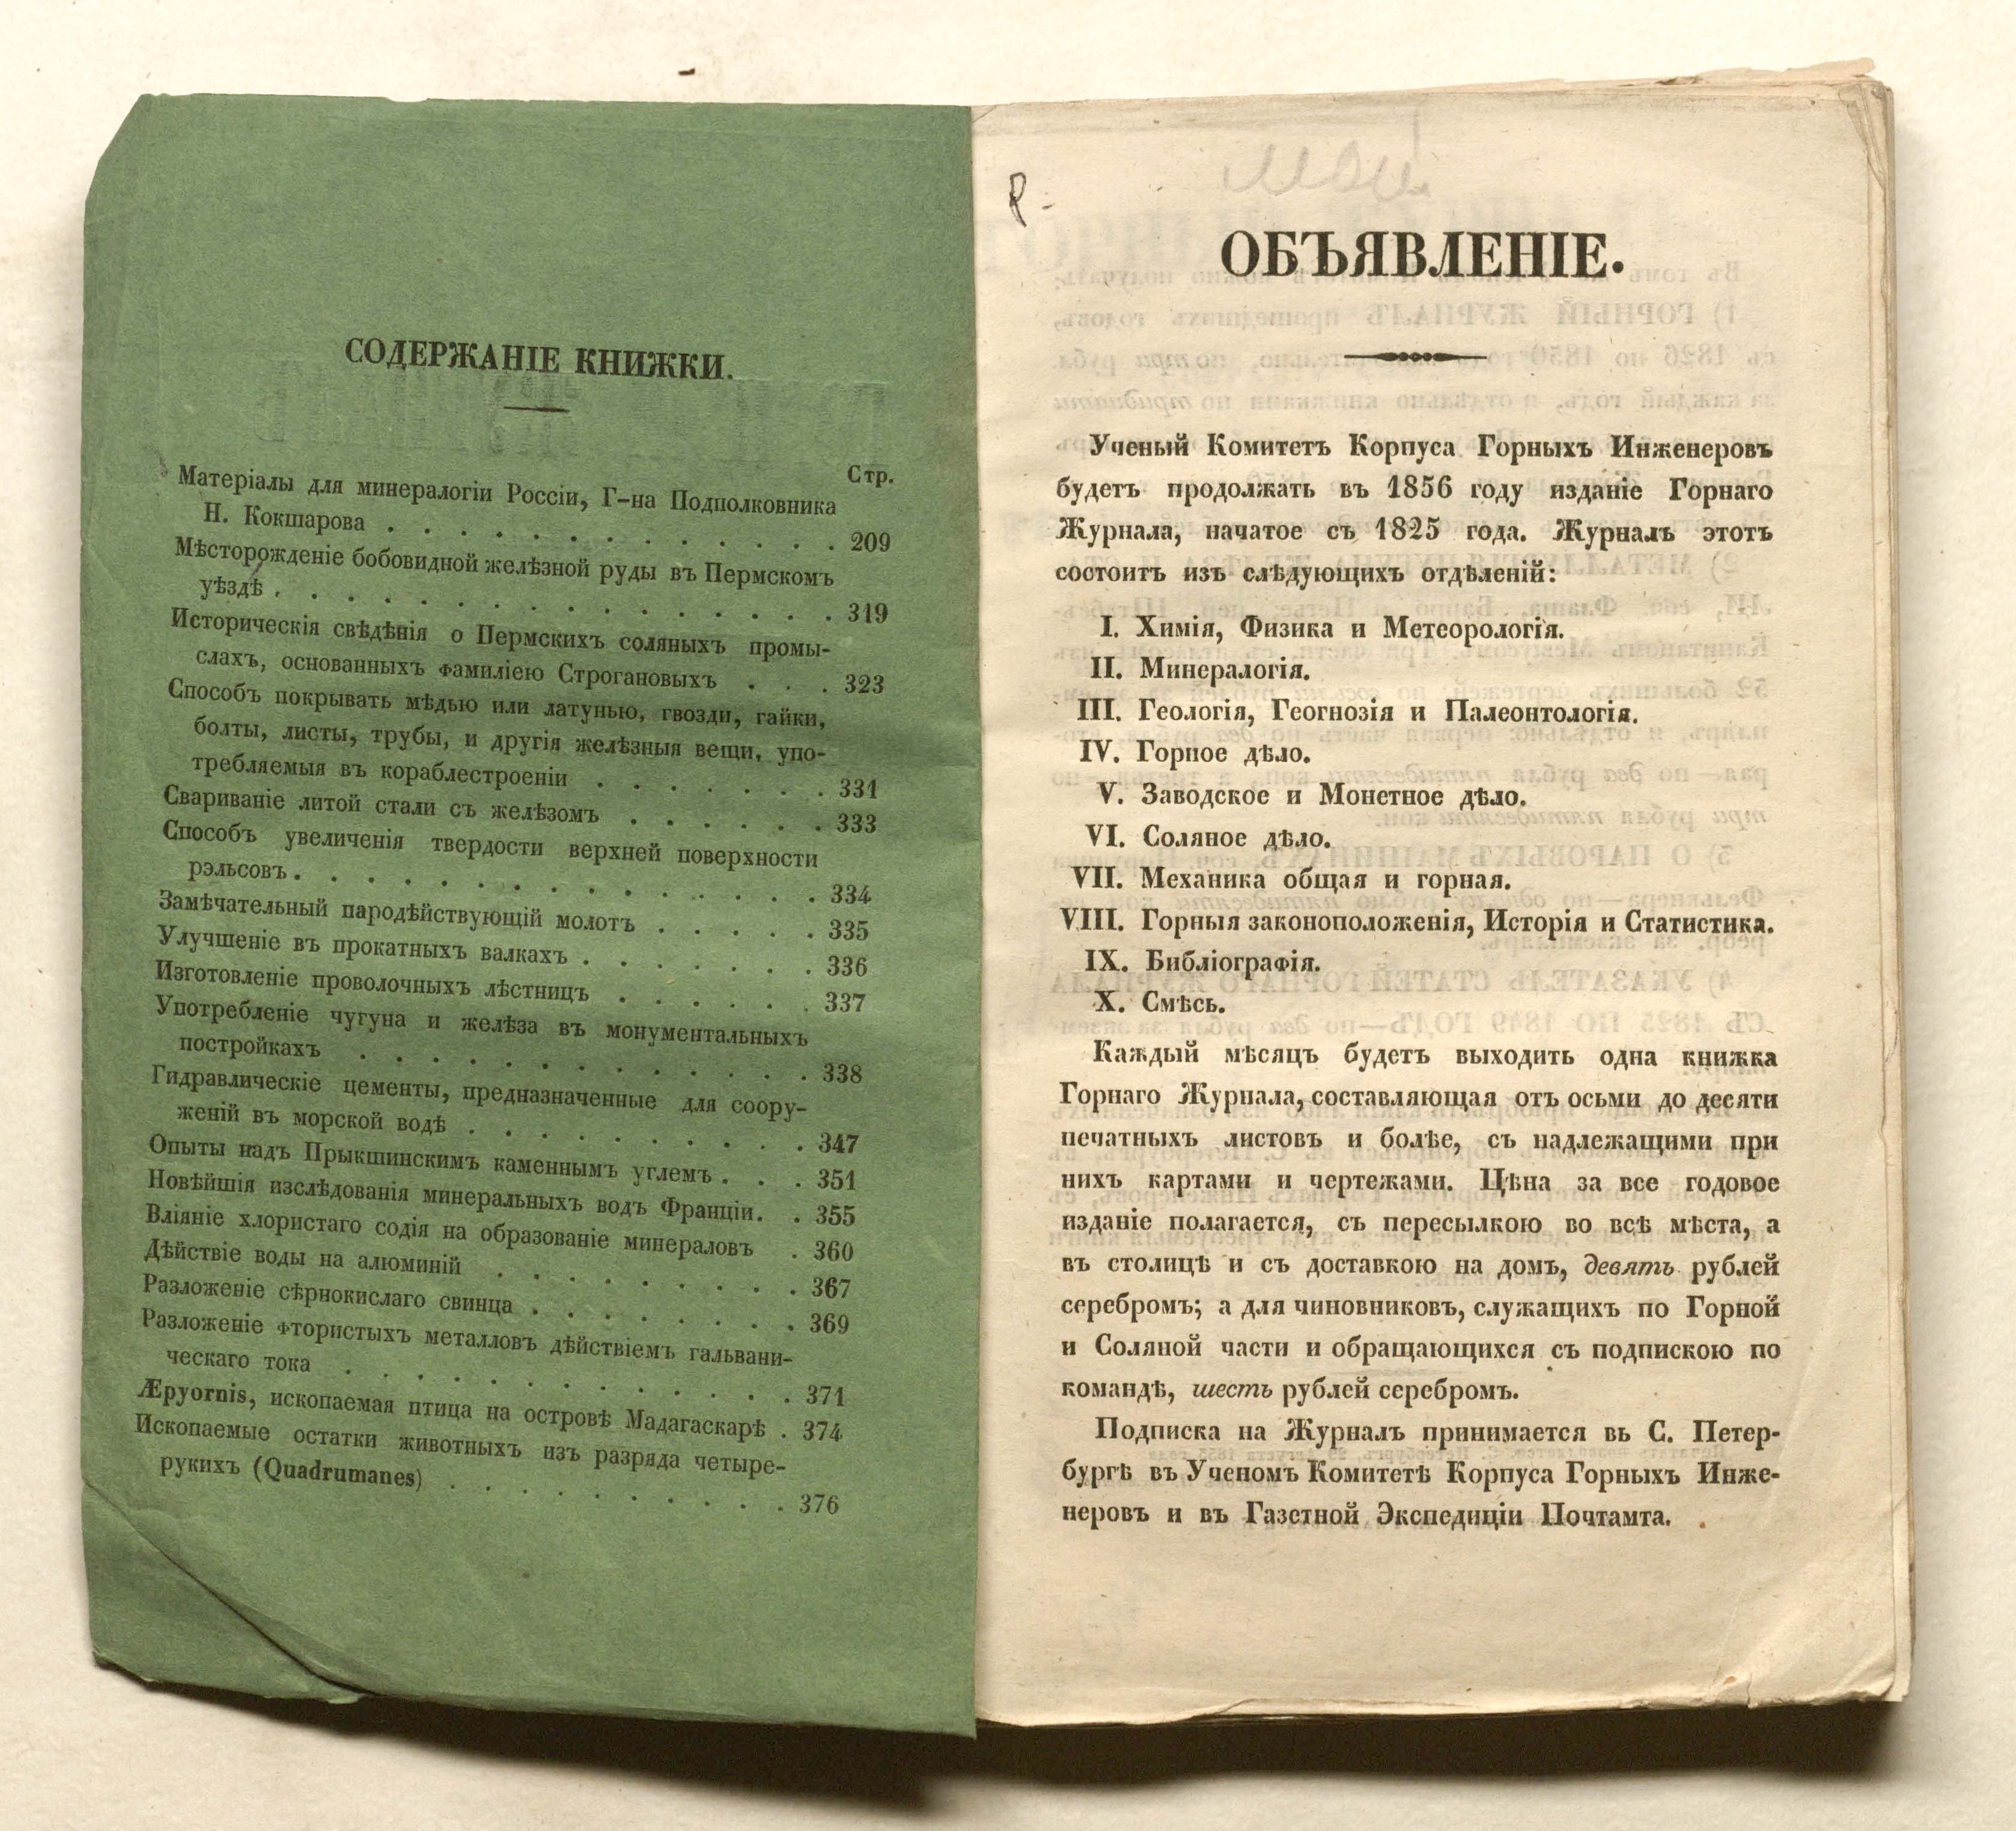 СОДЕРЖАНІЕ КНИЖКИ.
Стр.
Матеріалы для минералогіи Россіи, Г-на Подполковника
Н. Кокшарова . . . . . . . . . . . . . 209
Мѣсторожденіе бобовидной желѣзной руды въ Пермскомъ
уѣздѣ . . . . . . . . . . . . . . . . 319
Историческія свѣдѣнія о Пермскихъ соляныхъ промы-
слахъ, основанныхъ фамиліею Строгановыхъ . . . 323
Способъ покрывать мѣдью или латунью, гвозди, гайки,
болты, листы, трубы, и другія желѣзныя вещи, упо-
требляемыя въ кораблестроеніи . . . . . . . 331
Свариваніе литой стали съ желѣзомъ . . . . . . 333
Способъ увеличенія твердости верхней поверхности
рэльсовъ . . . . . . . . . . . . . . . 334
Замѣчательный пародѣйствующій молотъ . . . . . 335
Улучшеніе въ прокатныхъ валкахъ . . . . . . . 336
Изготовленіе проволочныхъ лѣстницъ . . . . . . 337
Употребленіе чугуна и желѣза въ монументальныхъ
постройкахъ . . . . . . . . . . . . . 338
Гидравлическіе цементы, предназначенные для соору-
женій въ морской водѣ . . . . . . . . . . 347
Опыты надъ Прыкшинскимъ каменнымъ углемъ . . . 351
Новѣйшія изслѣдованія минеральныхъ водъ Франціи. . 355
Вліяніе хлористаго содія на образованіе минераловъ . 360
Дѣйствіе воды на алюминій . . . . . . . . . 367
Разложеніе сѣрнокислаго свинца . . . . . . . . 369
Разложеніе фтористыхъ металловъ дѣйствіемъ гальвани-
ческаго тока . . . . . . . . . . . . . 371
Æpyornis, ископаемая птица на островѣ Мадагаскарѣ . 374
Ископаемые остатки животныхъ изъ разряда четыре-
рукихъ (Quadrumanes) . . . . . . . . . . 376
май
ОБЪЯВЛЕНІЕ.
Ученый Комитетъ Корпуса Горныхъ Инженеровъ
будетъ продолжать въ 1856 году изданіе Горнаго
Журнала, начатое съ 1825 года. Журналъ этотъ
состоитъ изъ слѣдующихъ отдѣленій:
I. Химія, Физика и Метеорологія.
II. Минералогія.
III. Геологія, Геогнозія и Палеонтологія.
IV. Горное дѣло.
V. Заводское и Монетное дѣло.
VI. Соляное дѣло.
VII. Механика общая и горная.
VIII. Горныя законоположенія, Исторія и Статистика.
IX. Библіографія.
X. Смѣсь.
Каждый мѣсяцъ будетъ выходить одна книжка
Горнаго Журнала, составляющая отъ осьми до десяти
печатныхъ листовъ и болѣе, съ надлежащими при
нихъ картами и чертежами. Цѣна за все годовое
изданіе полагается, съ пересылкою во всѣ мѣста, а
въ столицѣ и съ доставкою на домъ, девять рублей
серебромъ; а для чиновниковъ, служащихъ по Горной
и Соляной части и обращающихся съ подпискою по
командѣ, шесть рублей серебромъ.
Подписка на Журналъ принимается вь С. Петер-
бургѣ въ Ученомъ Комитетѣ Корпуса Горныхъ Инже-
неровъ и въ Газетной Экспедиціи Почтамта.